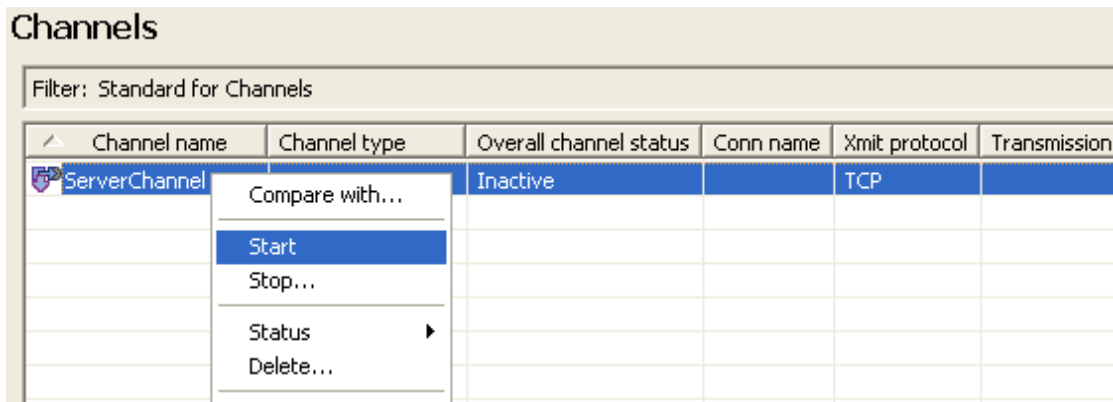 Channels
Filter: Standard for Channels
Channel name Channel type Overall channel status Conn name Xmit protocol Transmission
ServerChannel Inactive TCP
Compare with...
Start
Stop...
Status
Delete...